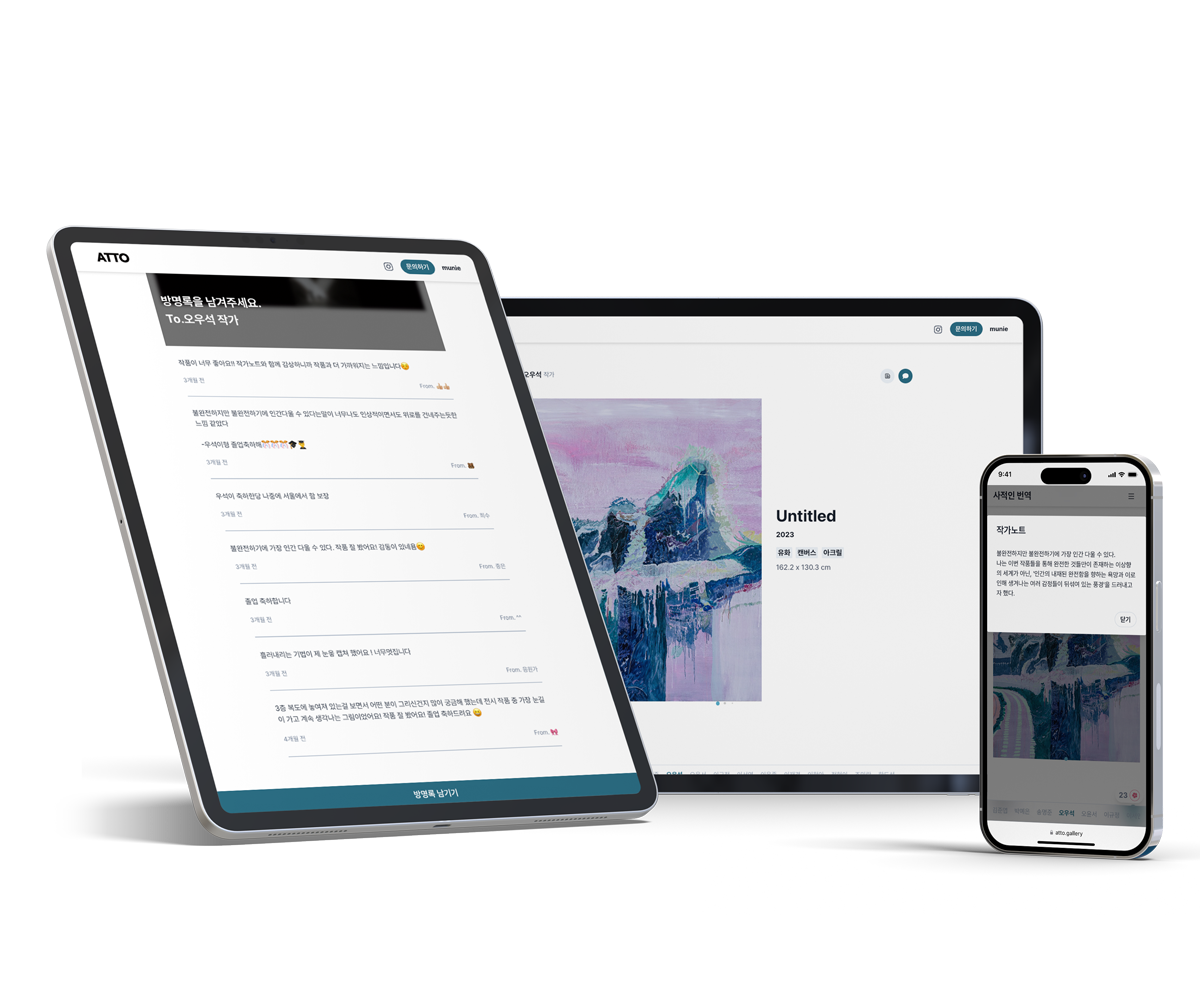 ATTO
문의하기
munie
방명록을 남겨주세요.
To.오우석 작가
작품이 너무 좋아요!! 작가노트와 함께 감상하니까 작품과 더 가까워지는 느낌입니다😊
3개월 전
From. 👍🏼👍🏼
불완전하지만 불완전하기에 인간다울 수 있다는말이 너무나도 인상적이면서도 위로를 건네주는듯한
느낌 같았다
-우석이형 졸업축하해
3개월 전
From. 🐻
우석이 축하한담 나중에 서울에서 함 보장
3개월 전
From. 희수
불완전하기에 가장 인간 다울 수 있다. 작품 잘 봤어요! 감동이 있네욤😄
3개월 전
From.
졸업 축하합니다
3개월 전
From. ^^
흘러내리는 기법이 제 눈을 캡쳐 했어요 ! 너무멋집니다
3개월 전
From.
3층 복도에 놓여져 있는걸 보면서 어떤 분이 그리신건지 많이 궁금해 했는데 전시 작품 중 가장 눈길
이 가고 계속 생각나는 그림이었어요! 작품 잘 봤어요! 졸업 축하드려요 😋
4개월 전
From. 🎀
방명록 남기기
문의하기
munie
오우석 작가
Untitled
2023
유화 캔버스 아크릴
162.2 x 130.3 cm
오우석
9:41
사적인 번역
작가노트
불완전하지만 불완전하기에 가장 인간 다울 수 있다.
나는 이번 작품들을 통해 완전한 것들만이 존재하는 이상향
의 세계가 아닌, '인간의 내재된 완전함을 향하는 욕망과 이로
인해 생겨나는 여러 감정들이 뒤섞여 있는 풍경'을 드러내고
자 했다.
닫기
23
오우석
atto.gallery